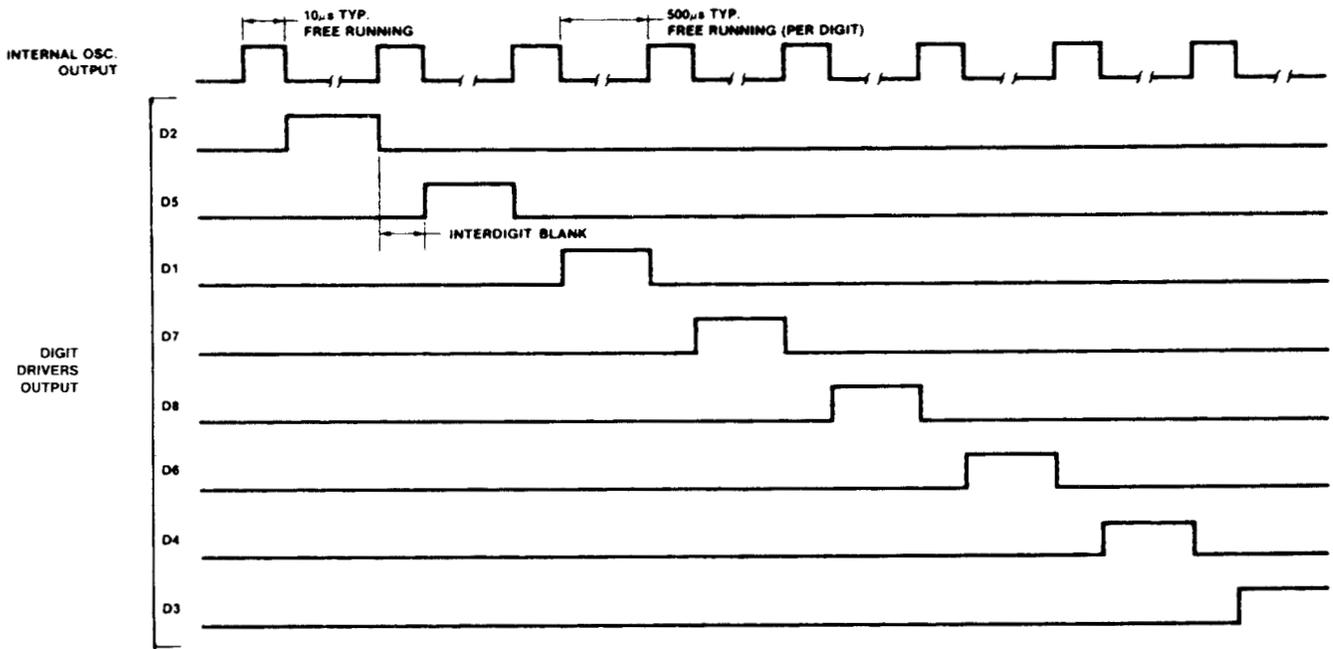 10µs TYP.
FREE RUNNING
500µs TYP.
FREE RUNNING (PER DIGIT)
INTERNAL OSC.
OUTPUT
D2
D5
INTERDIGIT BLANK
D1
D7
DIGIT
DRIVERS
OUTPUT
D8
D6
D4
D3